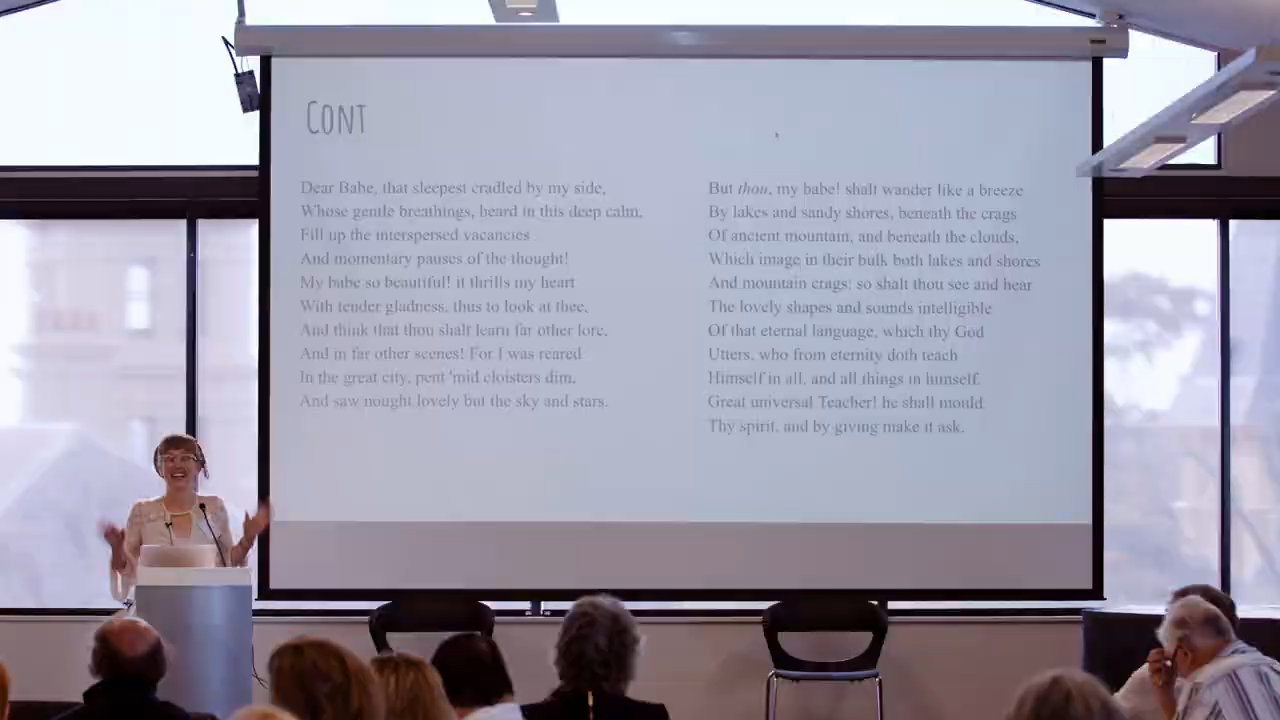 CONT
Dear Babe, that sleepest cradled by my side,
Whose gentle breathings, heard in this deep calm,
Fill up the interspersed vacancies
And momentary pauses of the thought!
My babe so beautiful! it thrills my heart
With tender gladness, thus to look at thee,
And think that thou shalt learn far other lore,
And in far other scenes! For I was reared
In the great city, pent 'mid cloisters dim,
And saw nought lovely but the sky and stars.
But thou, my babe! shalt wander like a breeze
By lakes and sandy shores, beneath the crags
Of ancient mountain, and beneath the clouds,
Which image in their bulk both lakes and shores
And mountain crags: so shalt thou see and hear
The lovely shapes and sounds intelligible
Of that eternal language, which thy God
Utters, who from eternity doth teach
Himself in all, and all things in himself.
Great universal Teacher! he shall mould
Thy spirit, and by giving make it ask.